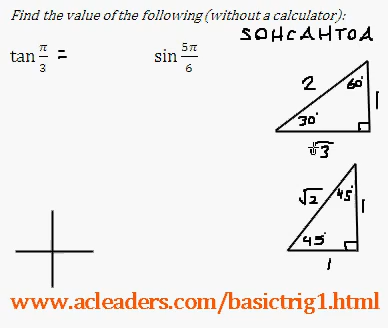 Find the value of the following (without a calculator):
SOHCAHTOA
tan π/3 =
sin 5π/6
2
60°
1
30°
√3
√2
45°
1
45°
1
www.acleaders.com/basictrig1.html